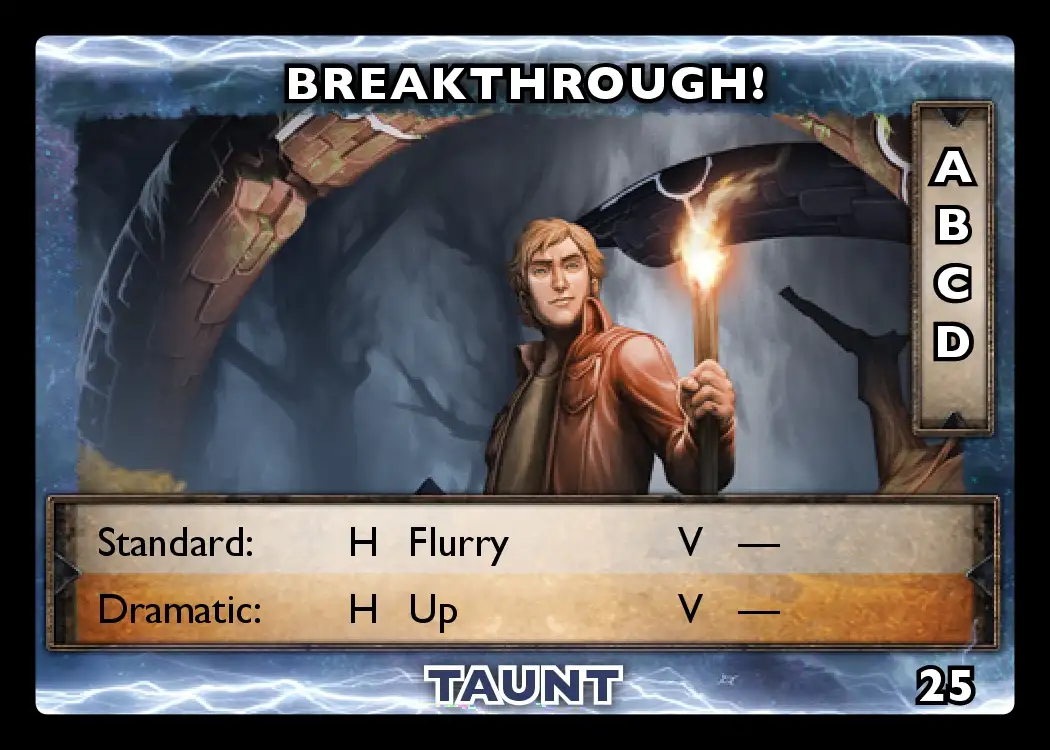 BREAKTHROUGH!
A
B
C
D
Standard: H Flurry V —
Dramatic: H Up V —
TAUNT
25